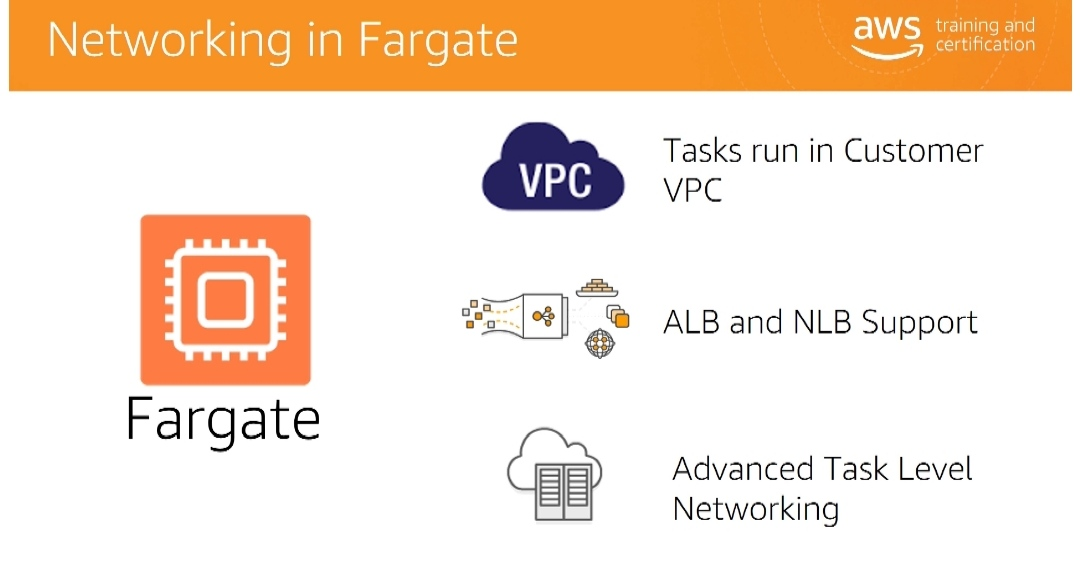 Networking in Fargate
aws training and
certification
VPC
Tasks run in Customer
VPC
ALB and NLB Support
Fargate
Advanced Task Level
Networking